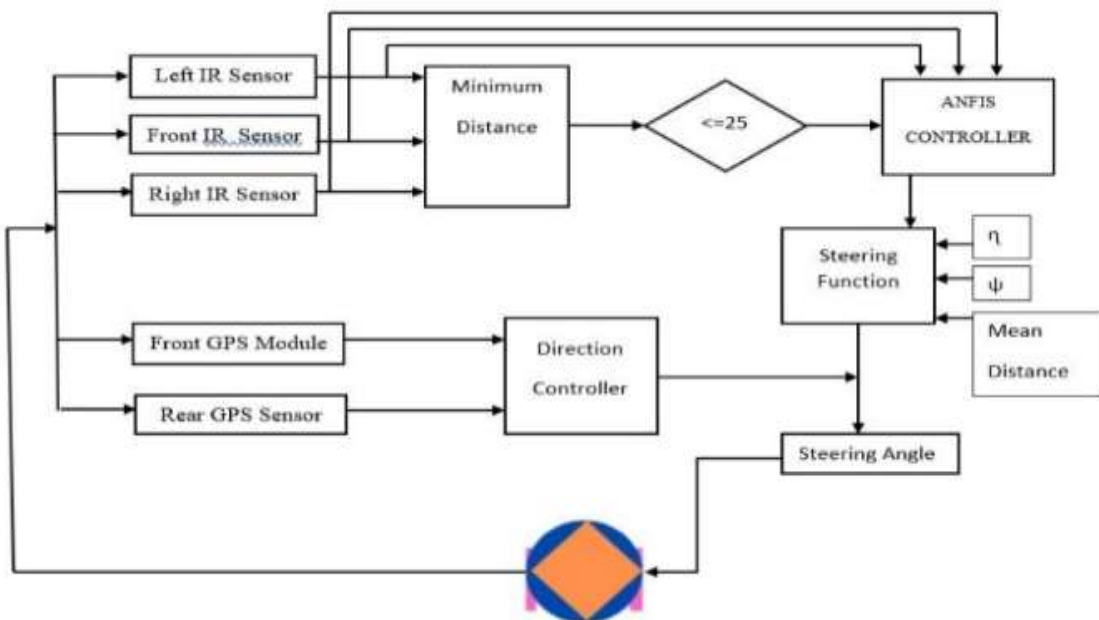 Left IR Sensor
Front IR Sensor
Right IR Sensor
Minimum
Distance
<=25
ANFIS
CONTROLLER
Steering
Function
η
ψ
Mean
Distance
Front GPS Module
Rear GPS Sensor
Direction
Controller
Steering Angle